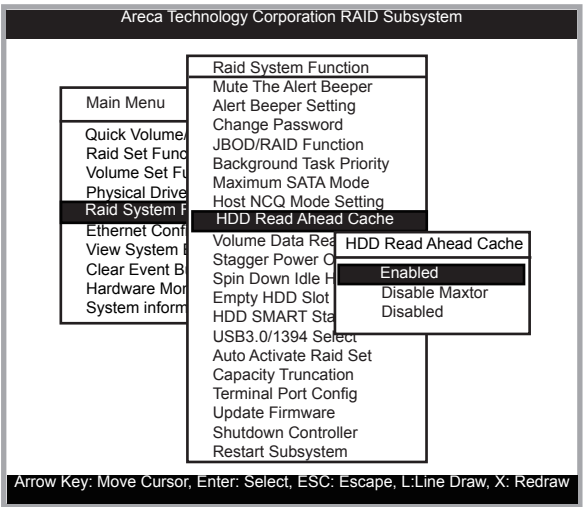 Areca Technology Corporation RAID Subsystem
Main Menu
Quick Volume/
Raid Set Func
Volume Set Fu
Physical Drive
Raid System F
Ethernet Conf
View System E
Clear Event B
Hardware Mon
System inform
Raid System Function
Mute The Alert Beeper
Alert Beeper Setting
Change Password
JBOD/RAID Function
Background Task Priority
Maximum SATA Mode
Host NCQ Mode Setting
HDD Read Ahead Cache
Volume Data Rea
Stagger Power O
Spin Down Idle H
Empty HDD Slot
HDD SMART Sta
USB3.0/1394 Select
Auto Activate Raid Set
Capacity Truncation
Terminal Port Config
Update Firmware
Shutdown Controller
Restart Subsystem
HDD Read Ahead Cache
Enabled
Disable Maxtor
Disabled
Arrow Key: Move Cursor, Enter: Select, ESC: Escape, L:Line Draw, X: Redraw